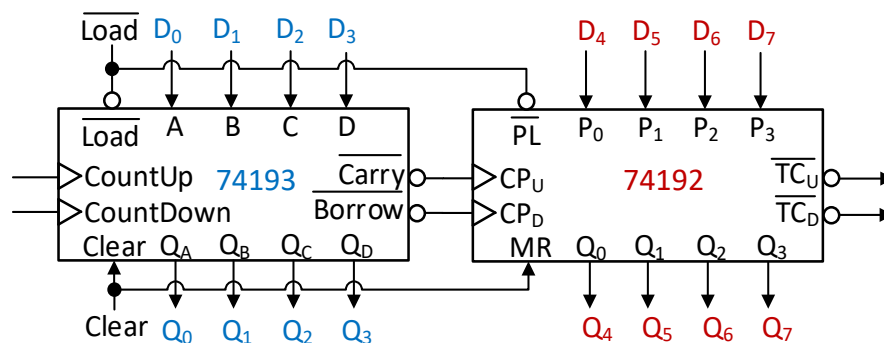 Load D0 D1 D2 D3 D4 D5 D6 D7
Load A B C D PL P0 P1 P2 P3
CountUp 74193 Carry CPU 74192 TCU
CountDown Borrow CPD TCD
Clear QA QB QC QD MR Q0 Q1 Q2 Q3
Clear Q0 Q1 Q2 Q3 Q4 Q5 Q6 Q7